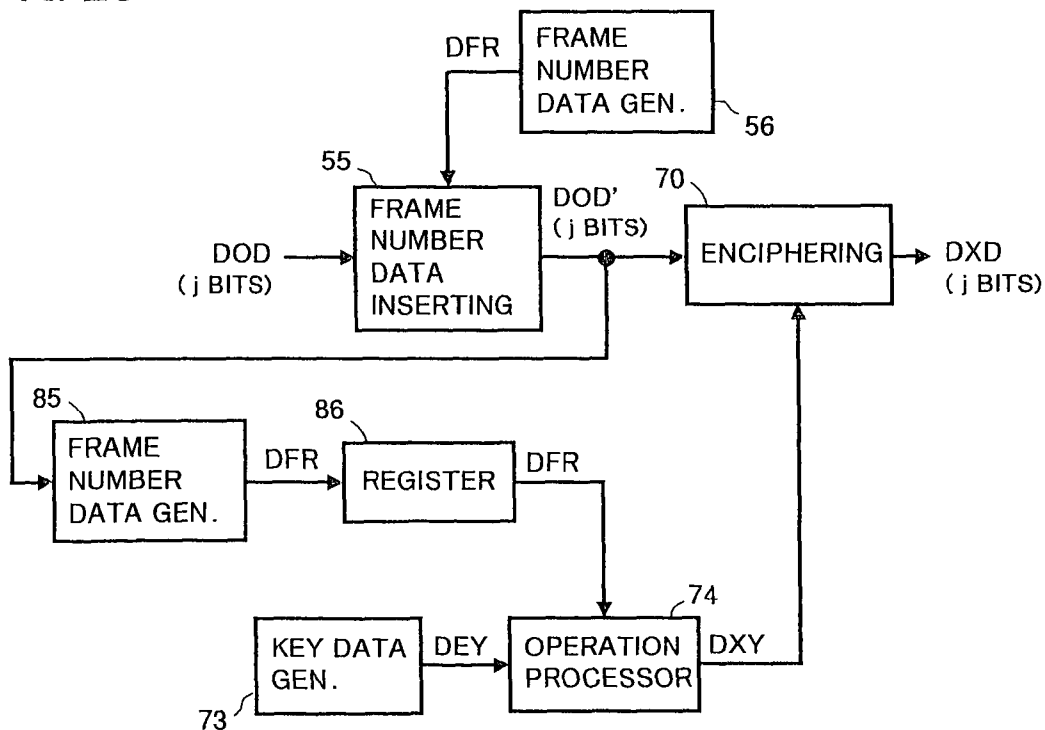 DFR
FRAME
NUMBER
DATA GEN.
56
55
FRAME
NUMBER
DATA
INSERTING
DOD
(j BITS)
DOD'
(j BITS)
70
ENCIPHERING
DXD
(j BITS)
85
FRAME
NUMBER
DATA GEN.
DFR
86
REGISTER
DFR
KEY DATA
GEN.
73
DEY
74
OPERATION
PROCESSOR
DXY